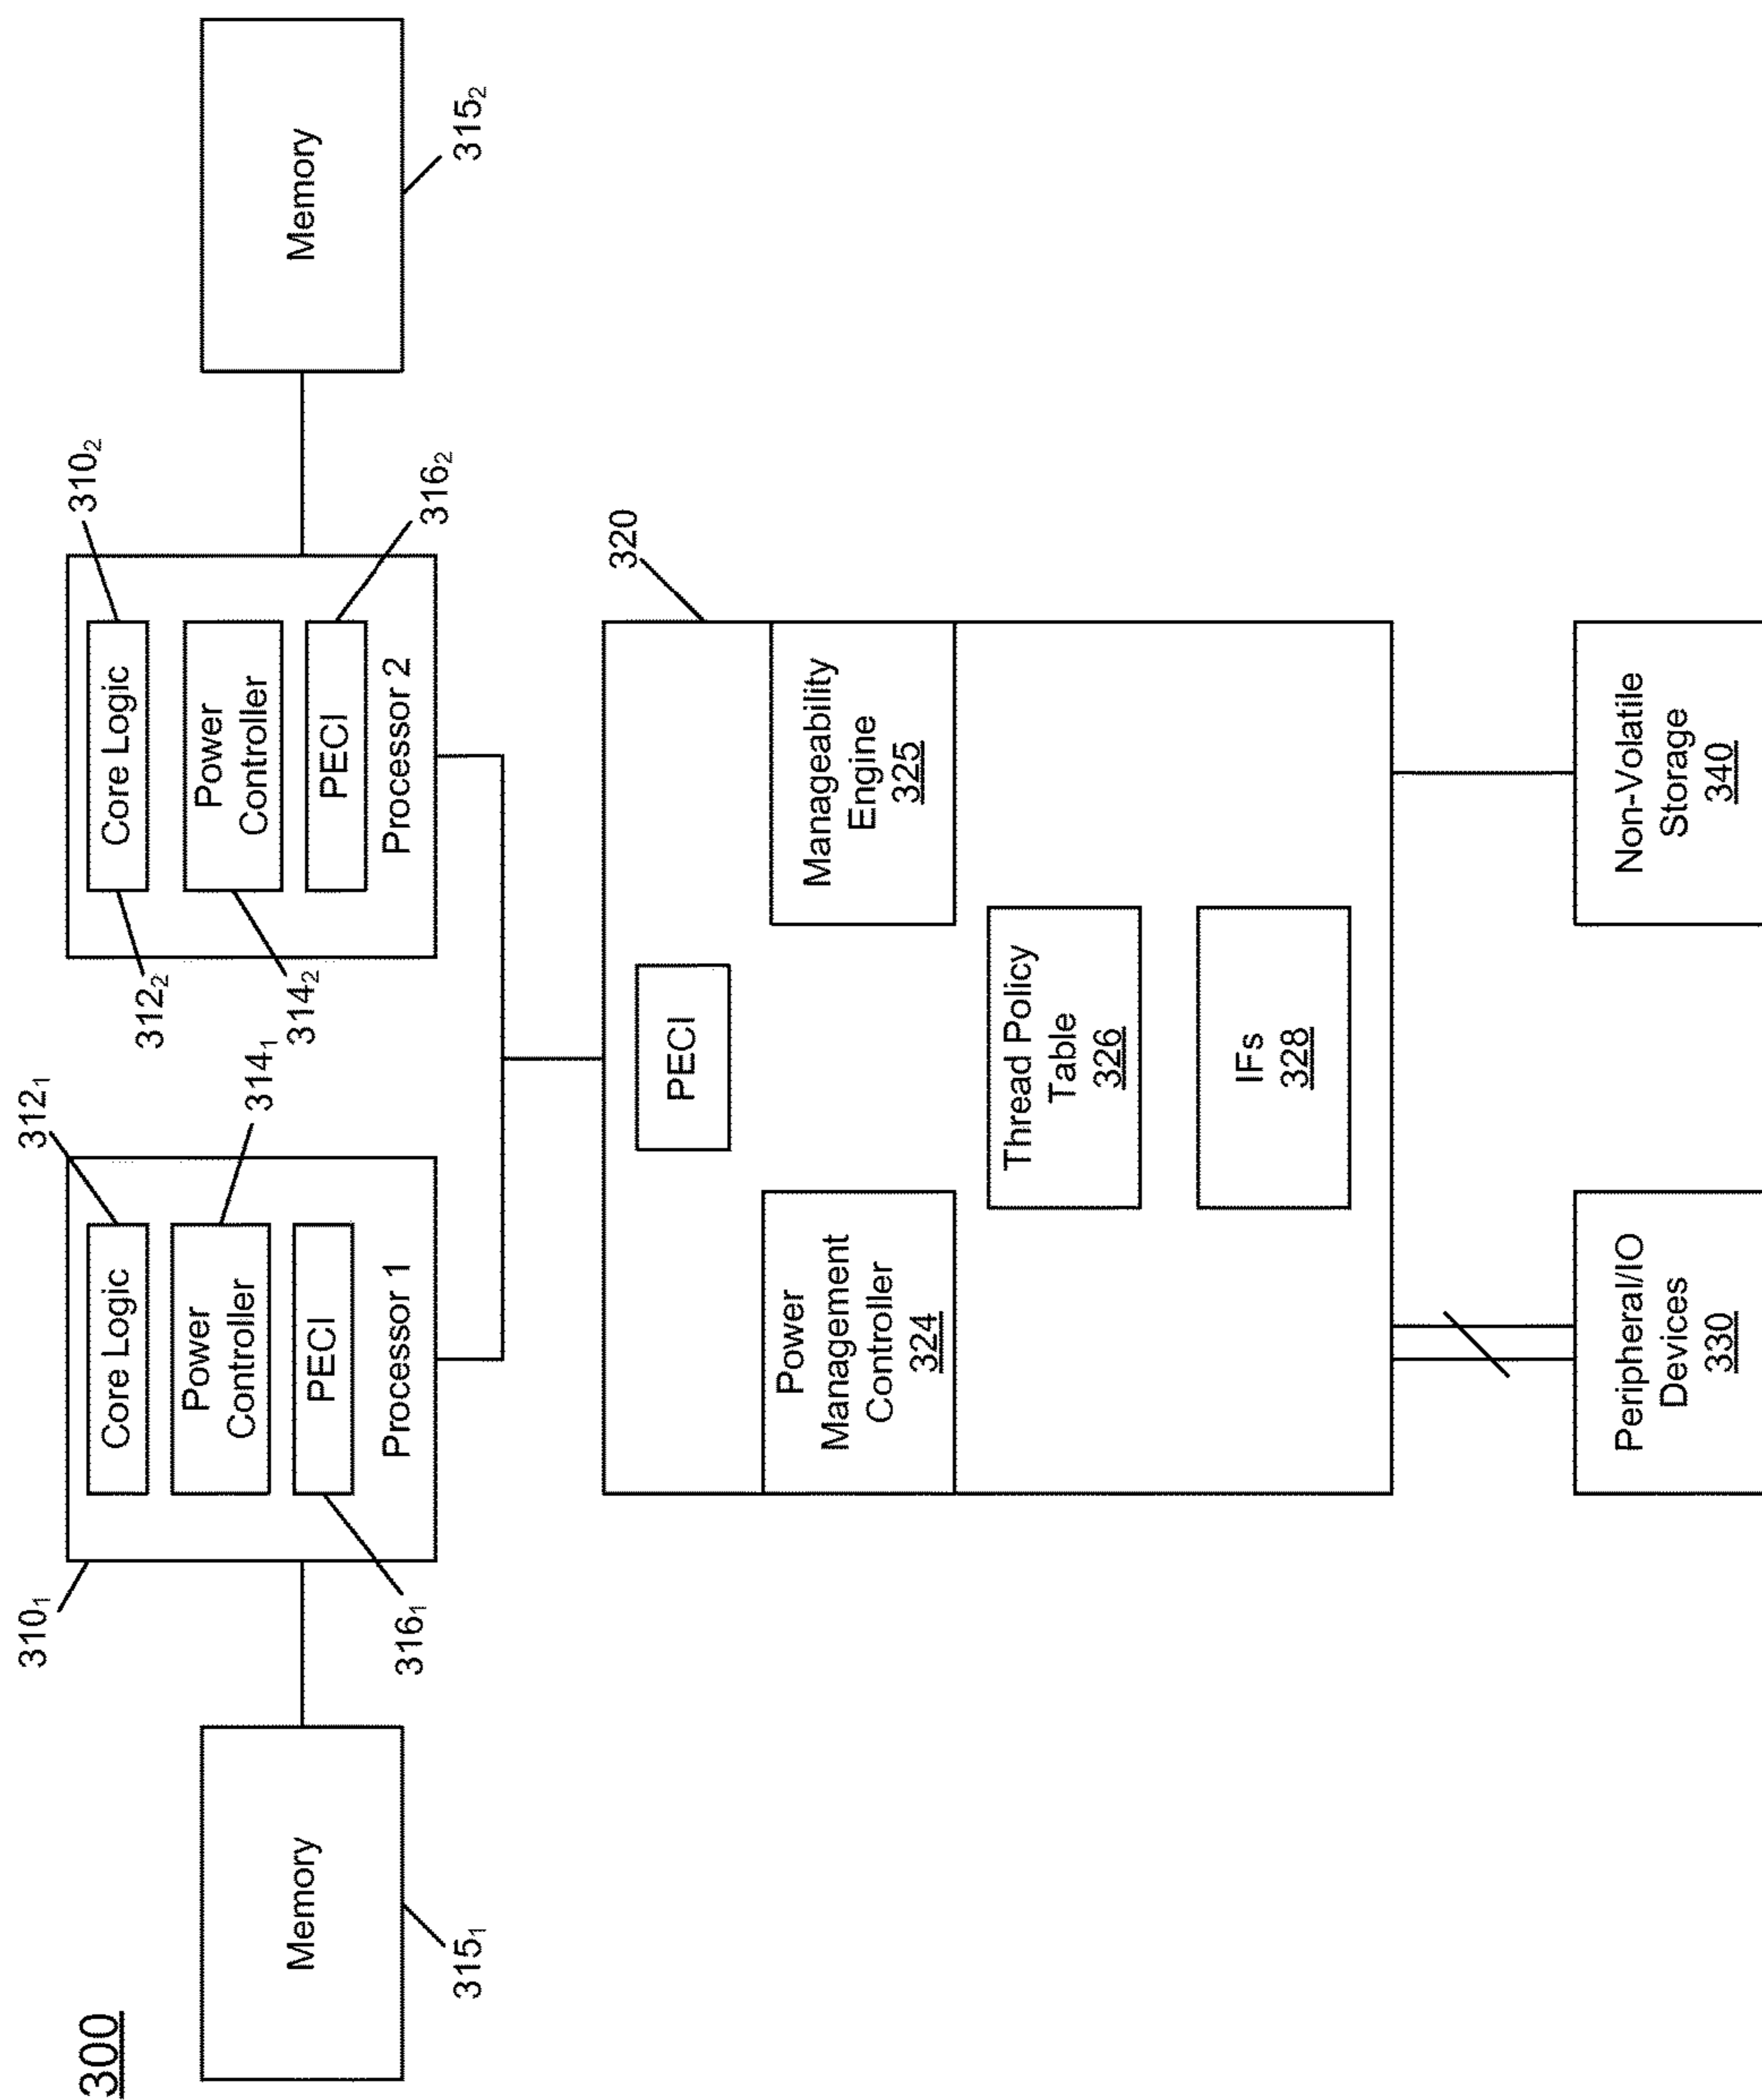 300
310₁
312₁
314₁
316₁
Core Logic
Power
Controller
PECI
Processor 1
Memory
315₁
310₂
312₂
314₂
316₂
Core Logic
Power
Controller
PECI
Processor 2
Memory
315₂
320
PECI
Power
Management
Controller
324
Manageability
Engine
325
Thread Policy
Table
326
IFs
328
Peripheral/IO
Devices
330
Non-Volatile
Storage
340